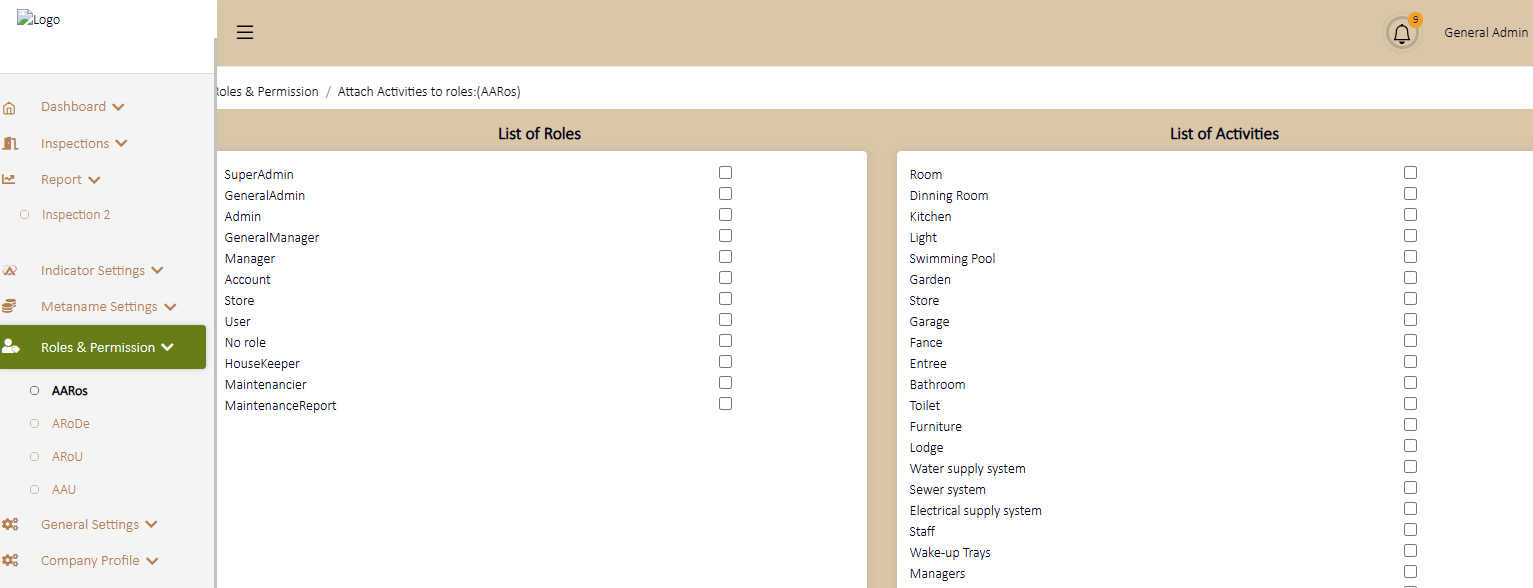 Logo
9
General Admin
Roles & Permission / Attach Activities to roles:(AARos)
Dashboard
Inspections
Report
Inspection 2
Indicator Settings
Metaname Settings
Roles & Permission
AARos
ARoDe
ARoU
AAU
General Settings
Company Profile
List of Roles
SuperAdmin
GeneralAdmin
Admin
GeneralManager
Manager
Account
Store
User
No role
HouseKeeper
Maintenancier
MaintenanceReport
List of Activities
Room
Dinning Room
Kitchen
Light
Swimming Pool
Garden
Store
Garage
Fance
Entree
Bathroom
Toilet
Furniture
Lodge
Water supply system
Sewer system
Electrical supply system
Staff
Wake-up Trays
Managers